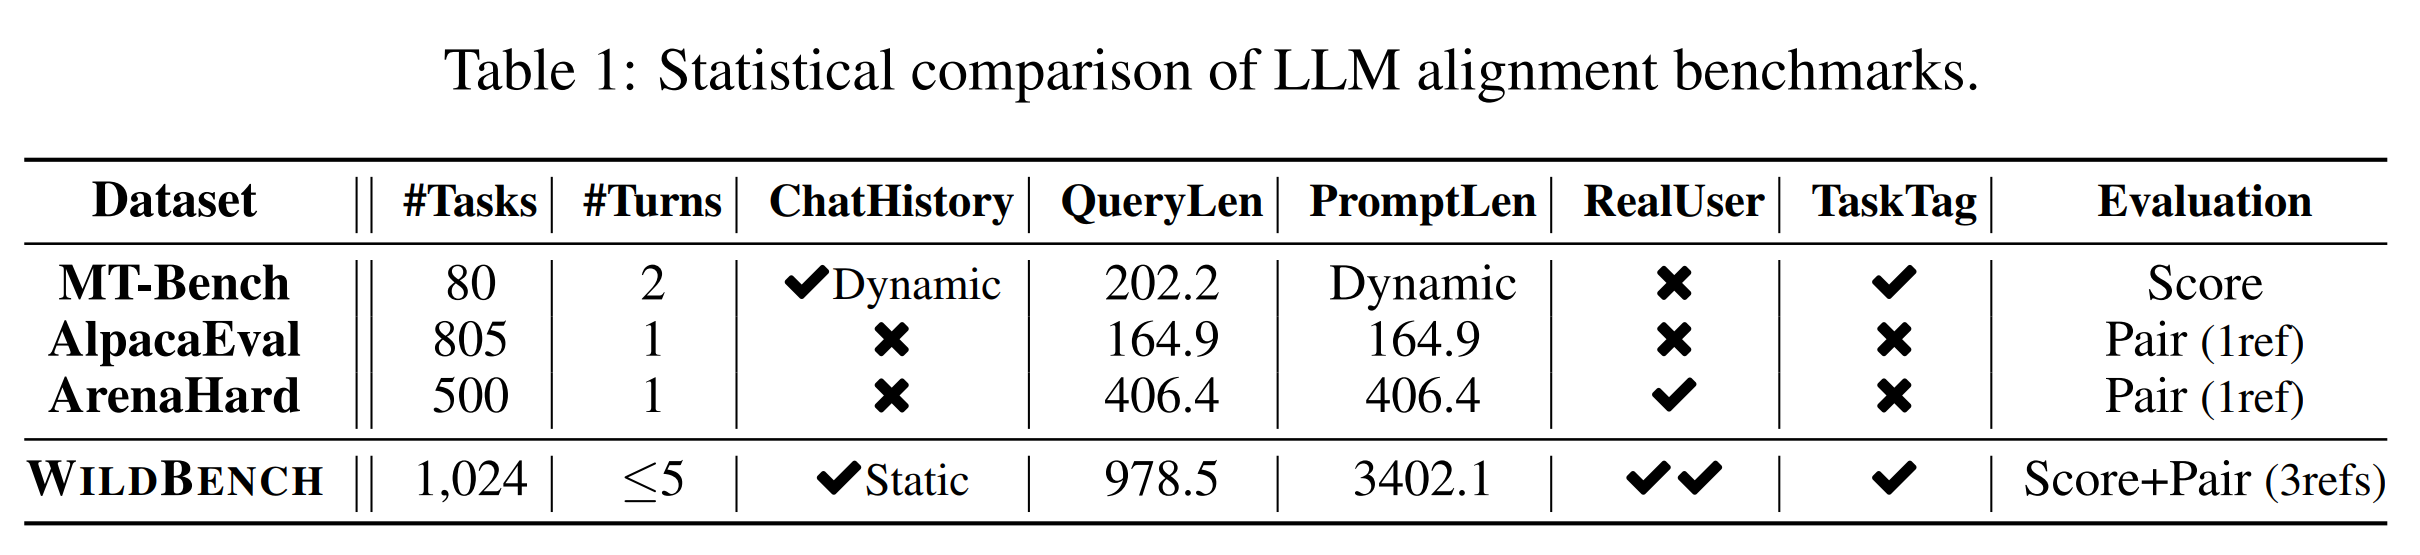 Table 1: Statistical comparison of LLM alignment benchmarks.
Dataset #Tasks #Turns ChatHistory QueryLen PromptLen RealUser TaskTag Evaluation
MT-Bench 80 2 ✔Dynamic 202.2 Dynamic ✖ ✔ Score
AlpacaEval 805 1 ✖ 164.9 164.9 ✖ ✖ Pair (1ref)
ArenaHard 500 1 ✖ 406.4 406.4 ✔ ✖ Pair (1ref)
WILDBENCH 1,024 ≤5 ✔Static 978.5 3402.1 ✔✔ ✔ Score+Pair (3refs)